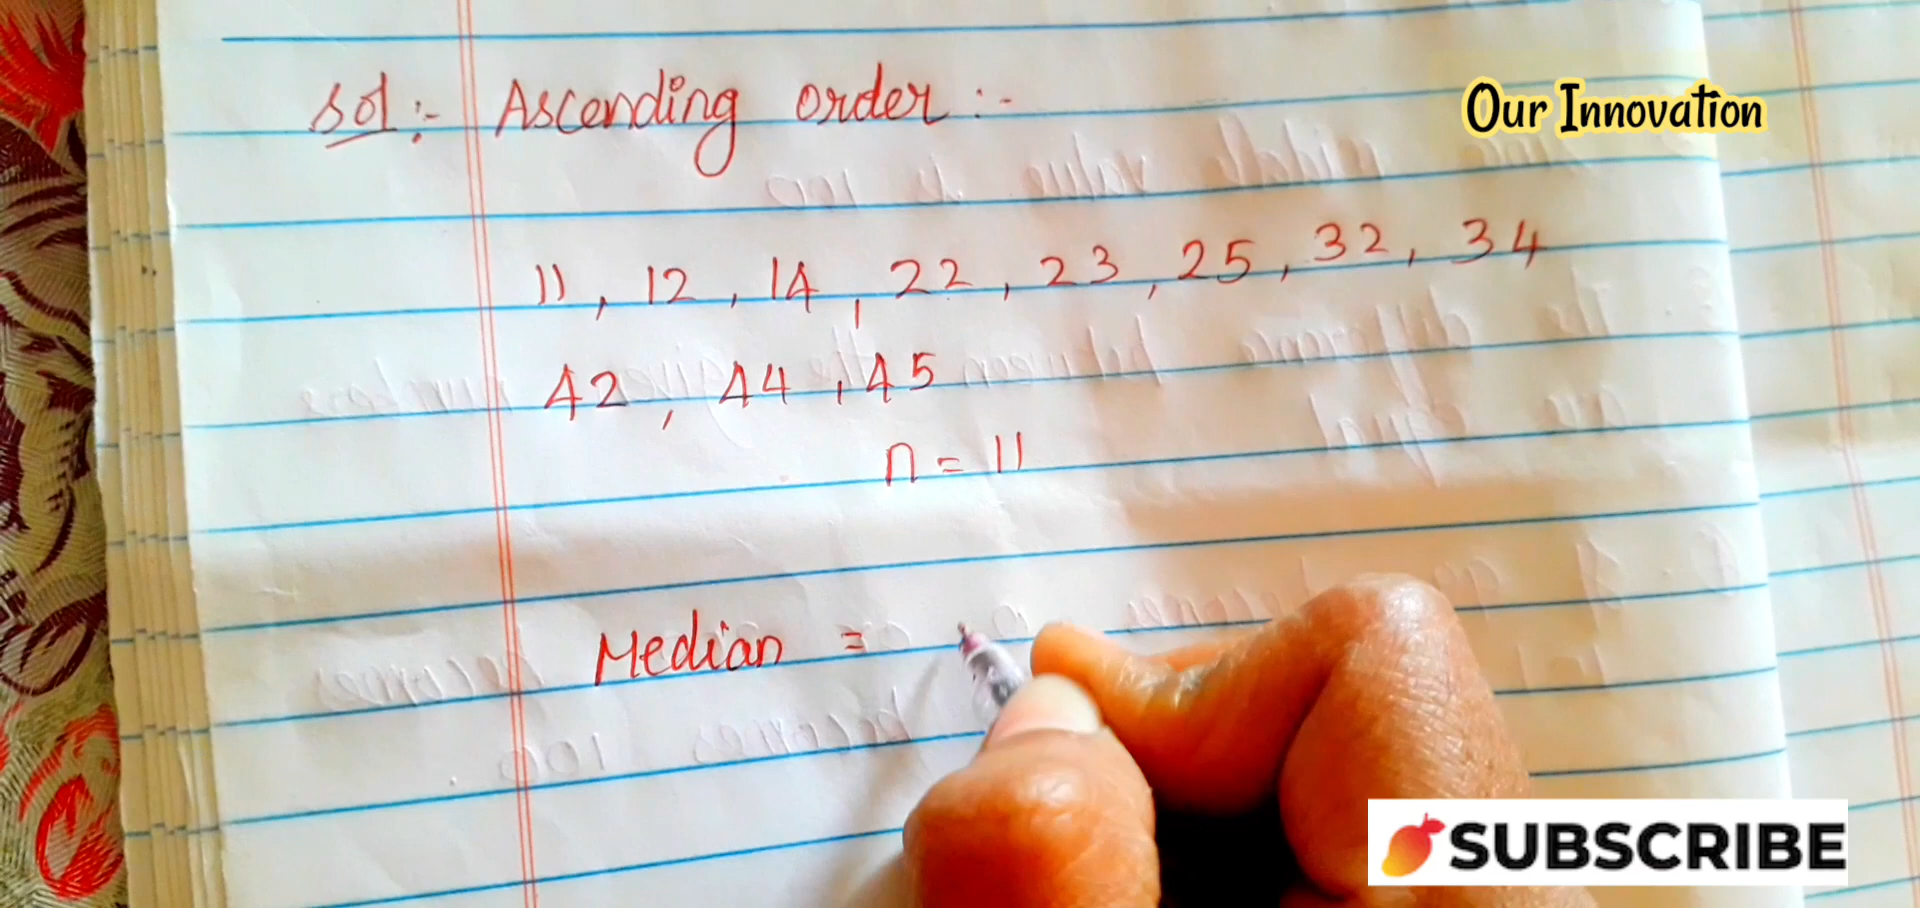 Sol:- Ascending order :-
Our Innovation
11, 12, 14, 22, 23, 25, 32, 34
42, 44, 45
n = 11
Median =
SUBSCRIBE